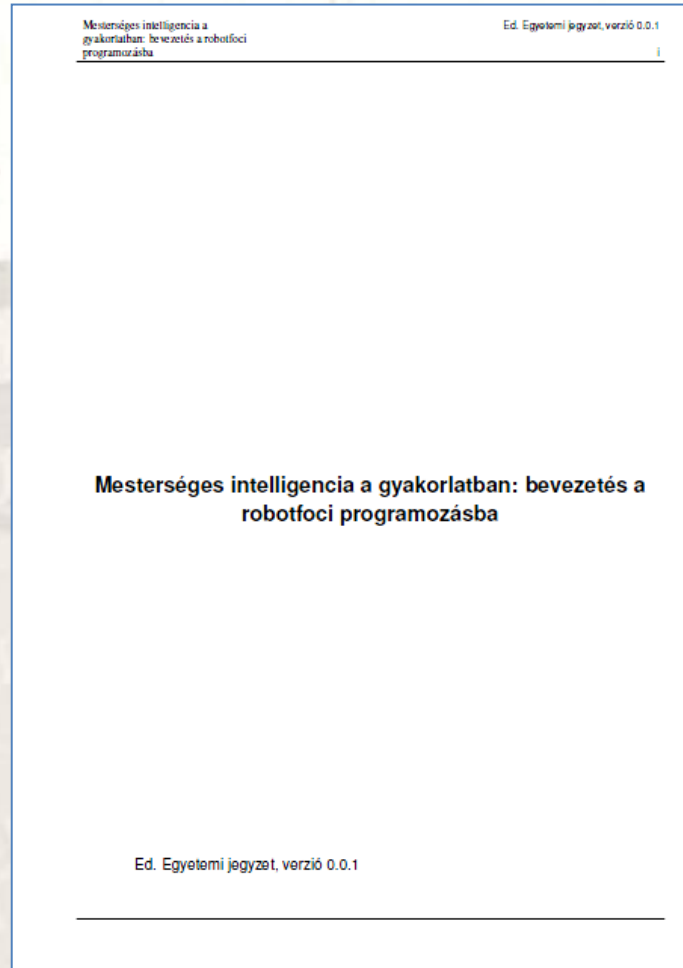 Mesterséges intelligencia a
gyakorlatban: bevezetés a robotfoci
programozásba
Ed. Egyetemi jegyzet, verzió 0.0.1
i
Mesterséges intelligencia a gyakorlatban: bevezetés a
robotfoci programozásba
Ed. Egyetemi jegyzet, verzió 0.0.1